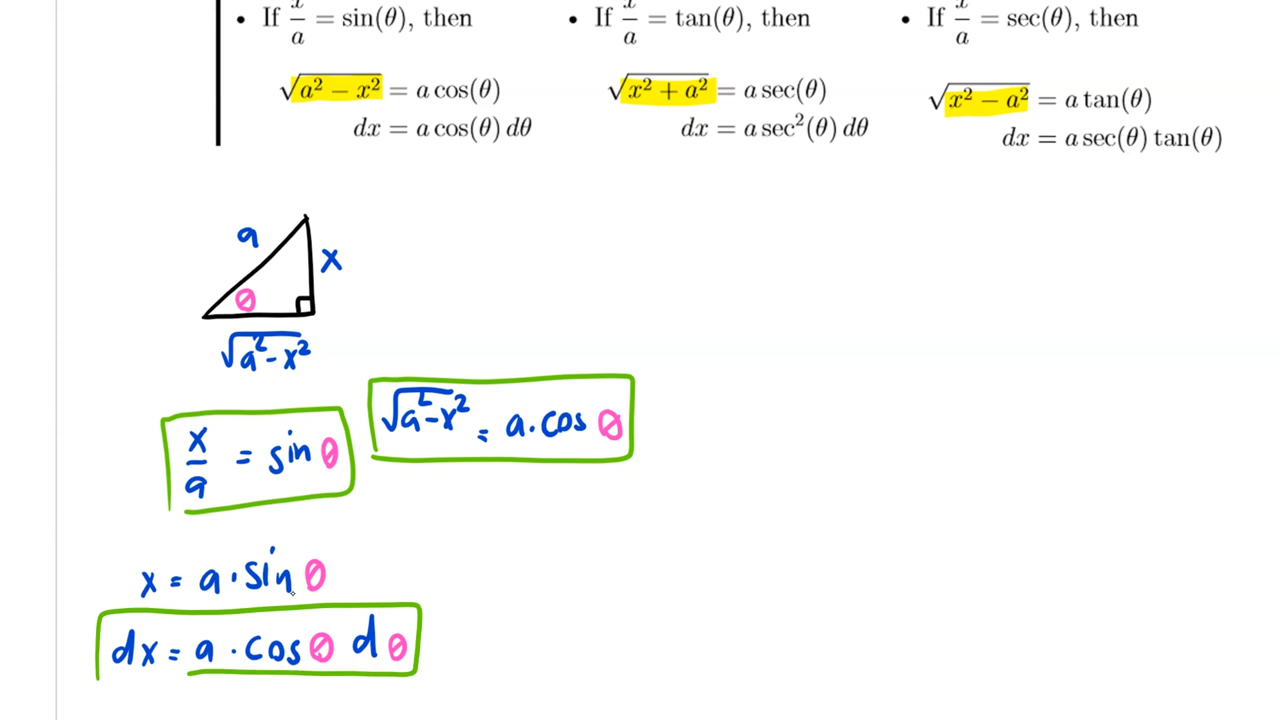 • If x/a = sin(θ), then
√(a² − x²) = a cos(θ)
dx = a cos(θ) dθ
• If x/a = tan(θ), then
√(x² + a²) = a sec(θ)
dx = a sec²(θ) dθ
• If x/a = sec(θ), then
√(x² − a²) = a tan(θ)
dx = a sec(θ) tan(θ)
a
x
θ
√(a²-x²)
x/a = sin θ
√(a²-x²) = a·cos θ
x = a·sin θ
dx = a·cos θ dθ